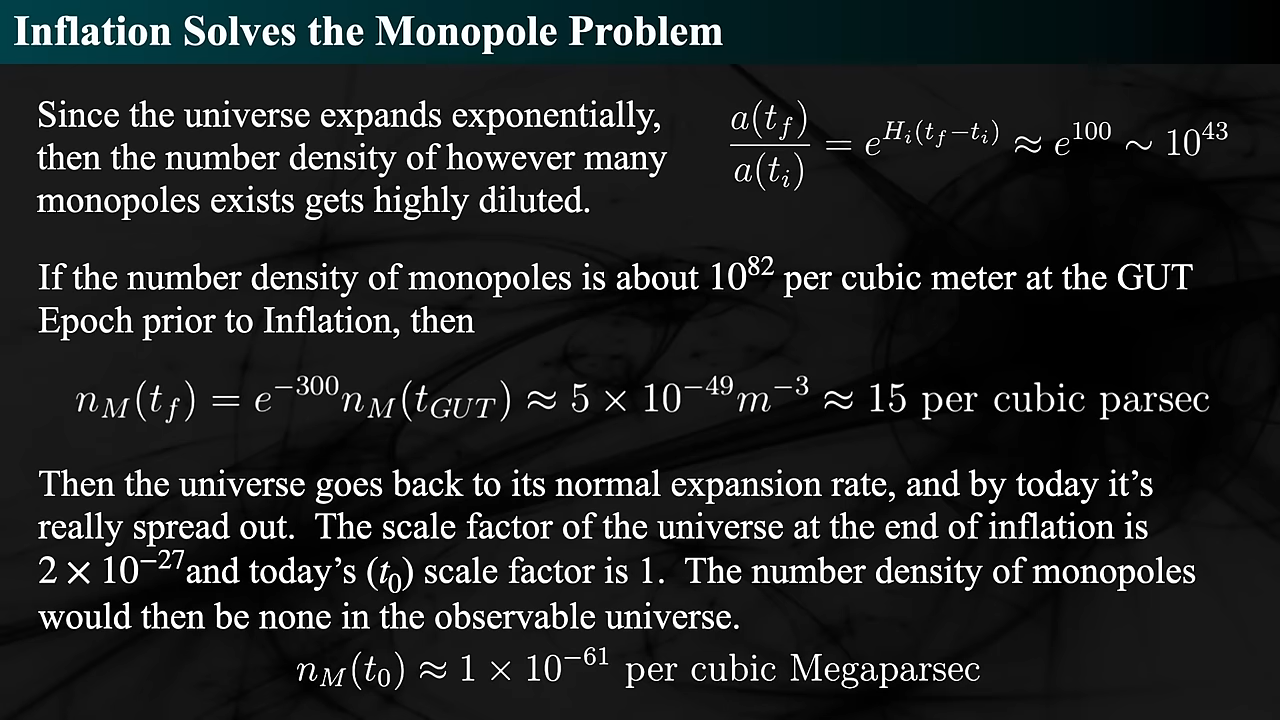 Inflation Solves the Monopole Problem
Since the universe expands exponentially,
then the number density of however many
monopoles exists gets highly diluted.
a(t_f)/a(t_i) = e^{H_i(t_f−t_i)} ≈ e^{100} ∼ 10^{43}
If the number density of monopoles is about 10^{82} per cubic meter at the GUT
Epoch prior to Inflation, then
n_M(t_f) = e^{−300}n_M(t_{GUT}) ≈ 5 × 10^{−49}m^{−3} ≈ 15 per cubic parsec
Then the universe goes back to its normal expansion rate, and by today it’s
really spread out. The scale factor of the universe at the end of inflation is
2 × 10^{−27}and today’s (t_0) scale factor is 1. The number density of monopoles
would then be none in the observable universe.
n_M(t_0) ≈ 1 × 10^{−61} per cubic Megaparsec